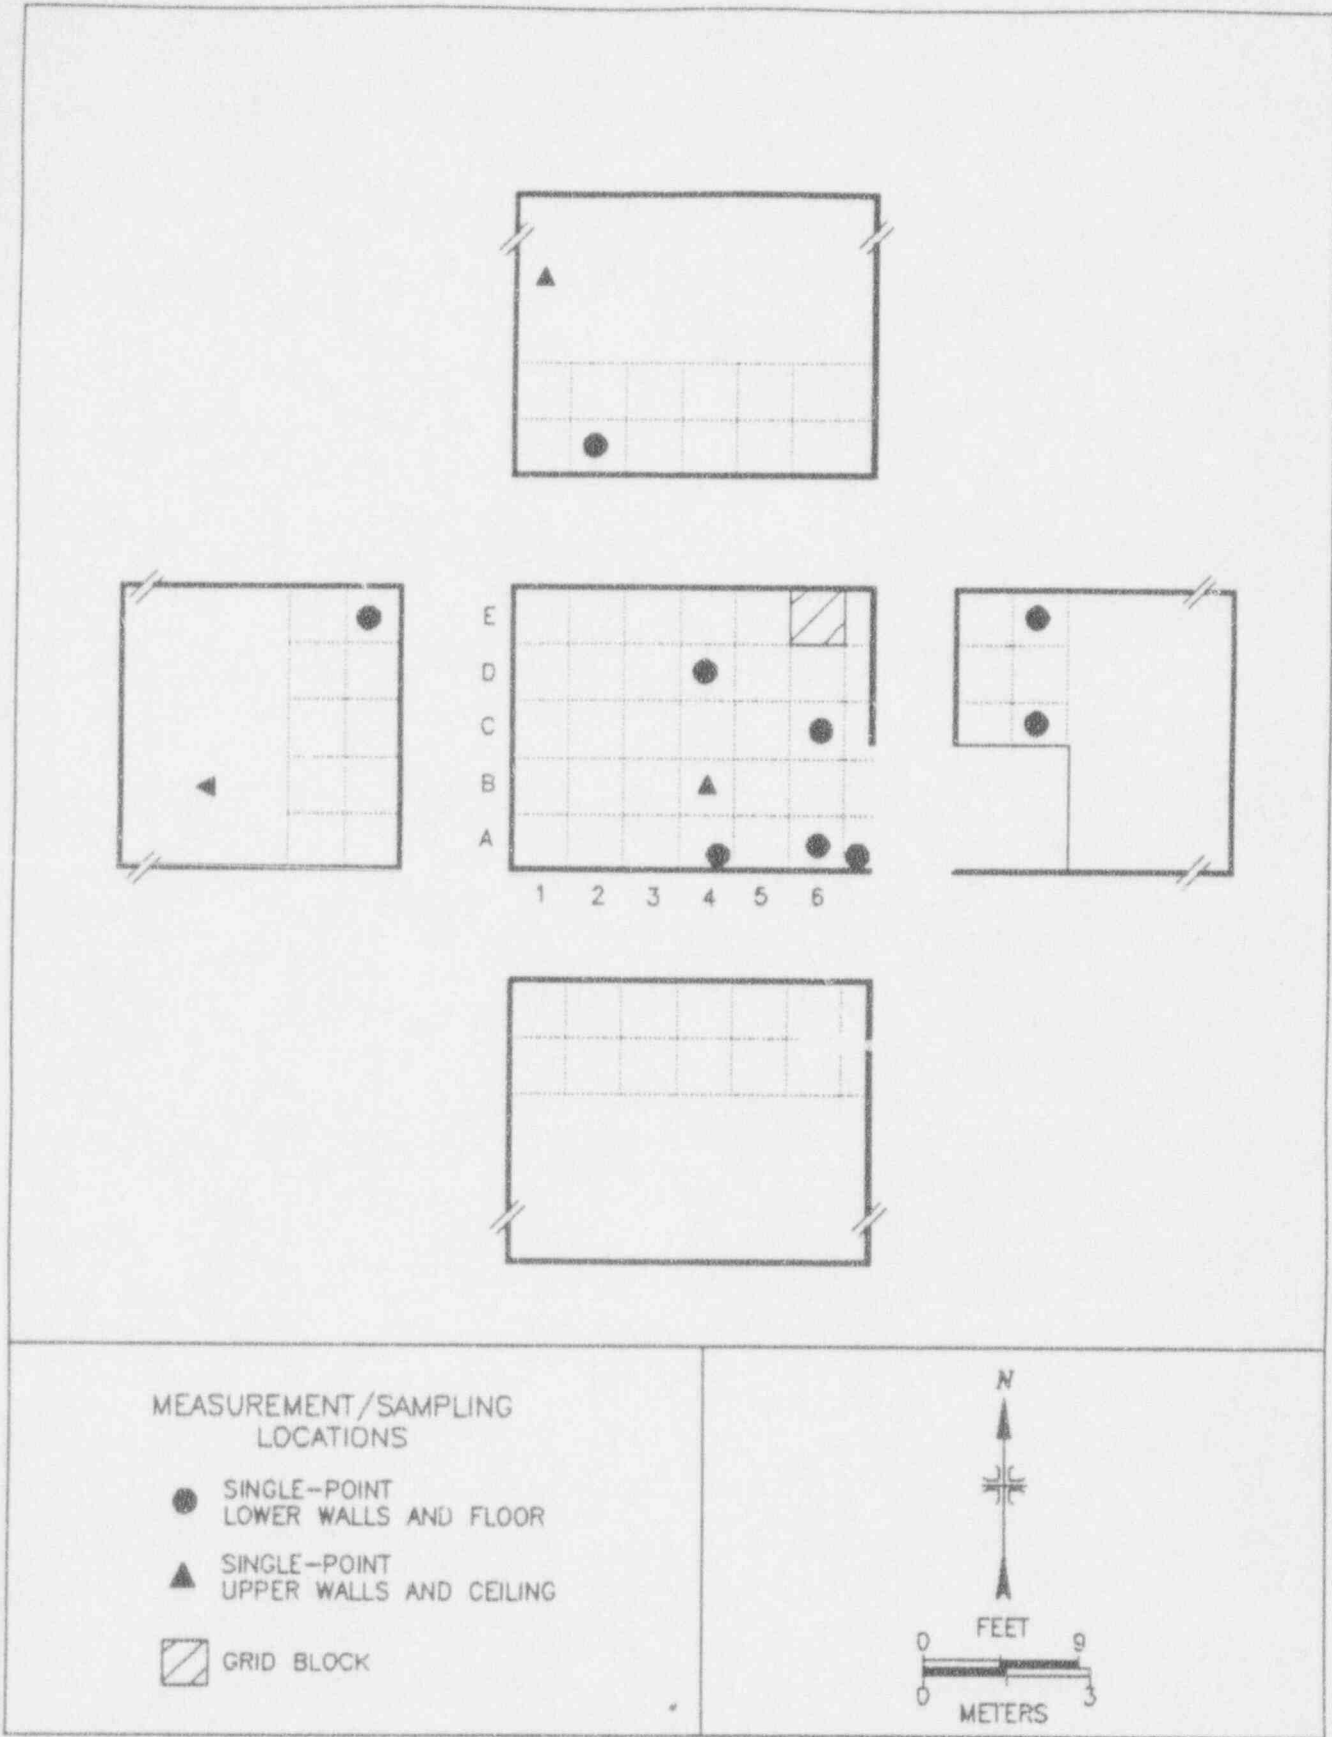 E
D
C
B
A
1 2 3 4 5 6
MEASUREMENT/SAMPLING
LOCATIONS
SINGLE-POINT
LOWER WALLS AND FLOOR
SINGLE-POINT
UPPER WALLS AND CEILING
GRID BLOCK
N
FEET
0 9
0 3
METERS